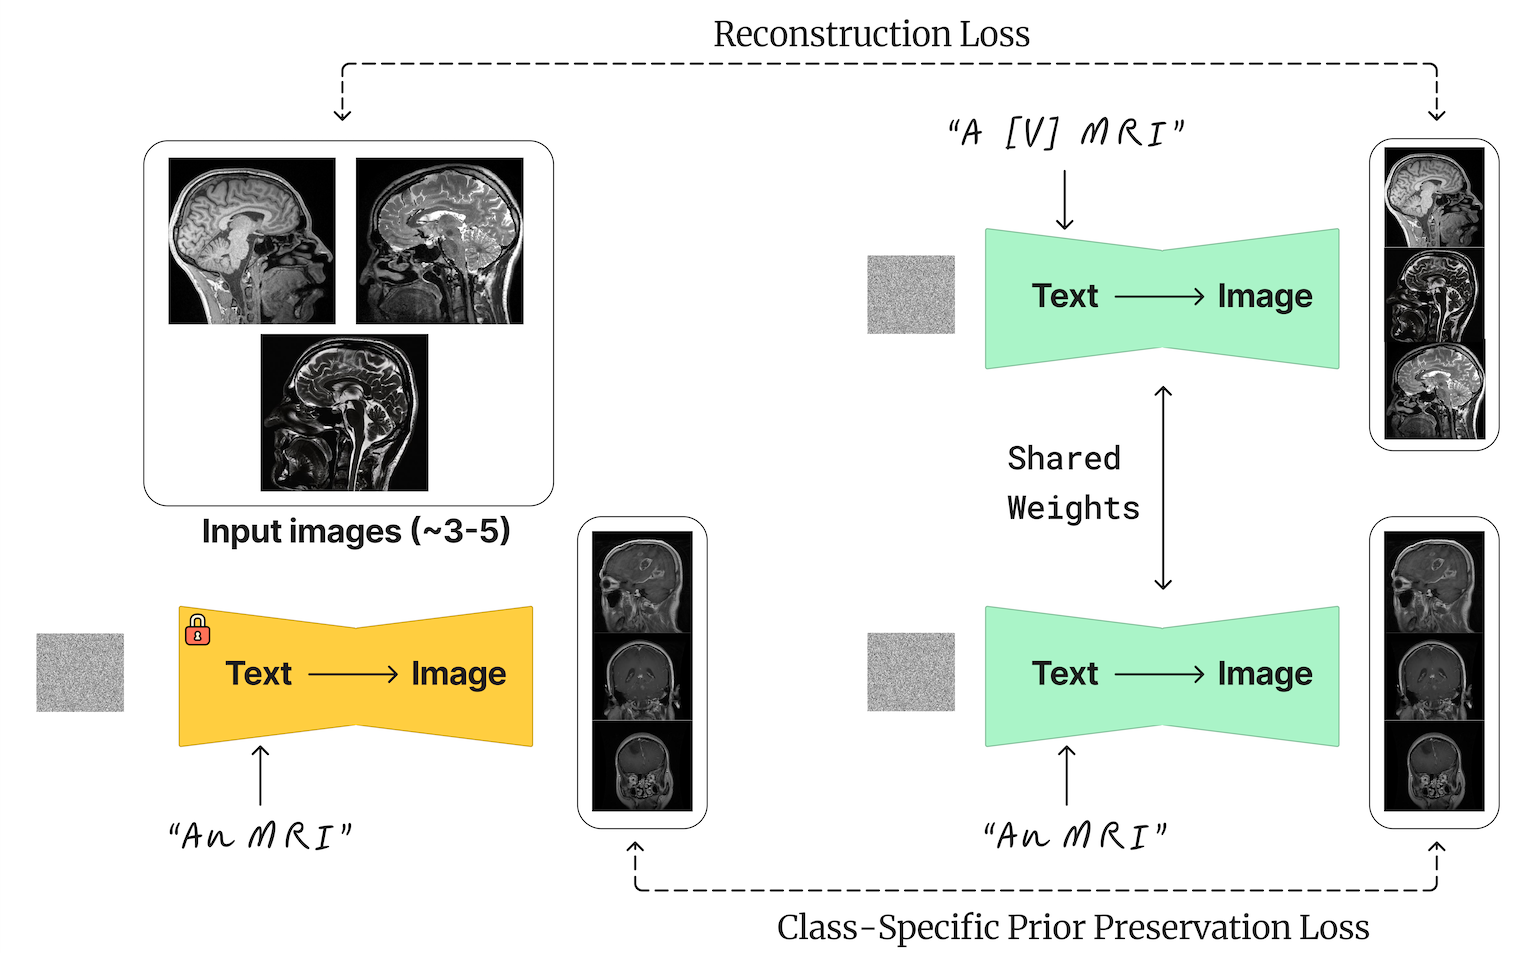 Reconstruction Loss
“A [V] MRI”
Text Image
Shared
Weights
Input images (~3-5)
Text Image
Text Image
“An MRI”
“An MRI”
Class-Specific Prior Preservation Loss